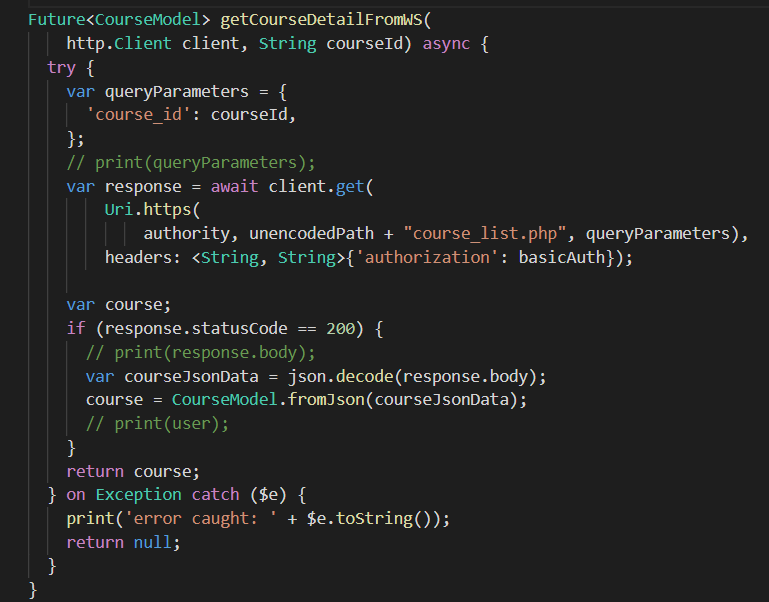 Future<CourseModel> getCourseDetailFromWS(
http.Client client, String courseId) async {
try {
var queryParameters = {
'course_id': courseId,
};
// print(queryParameters);
var response = await client.get(
Uri.https(
authority, unencodedPath + "course_list.php", queryParameters),
headers: <String, String>{'authorization': basicAuth});
var course;
if (response.statusCode == 200) {
// print(response.body);
var courseJsonData = json.decode(response.body);
course = CourseModel.fromJson(courseJsonData);
// print(user);
}
return course;
} on Exception catch ($e) {
print('error caught: ' + $e.toString());
return null;
}
}